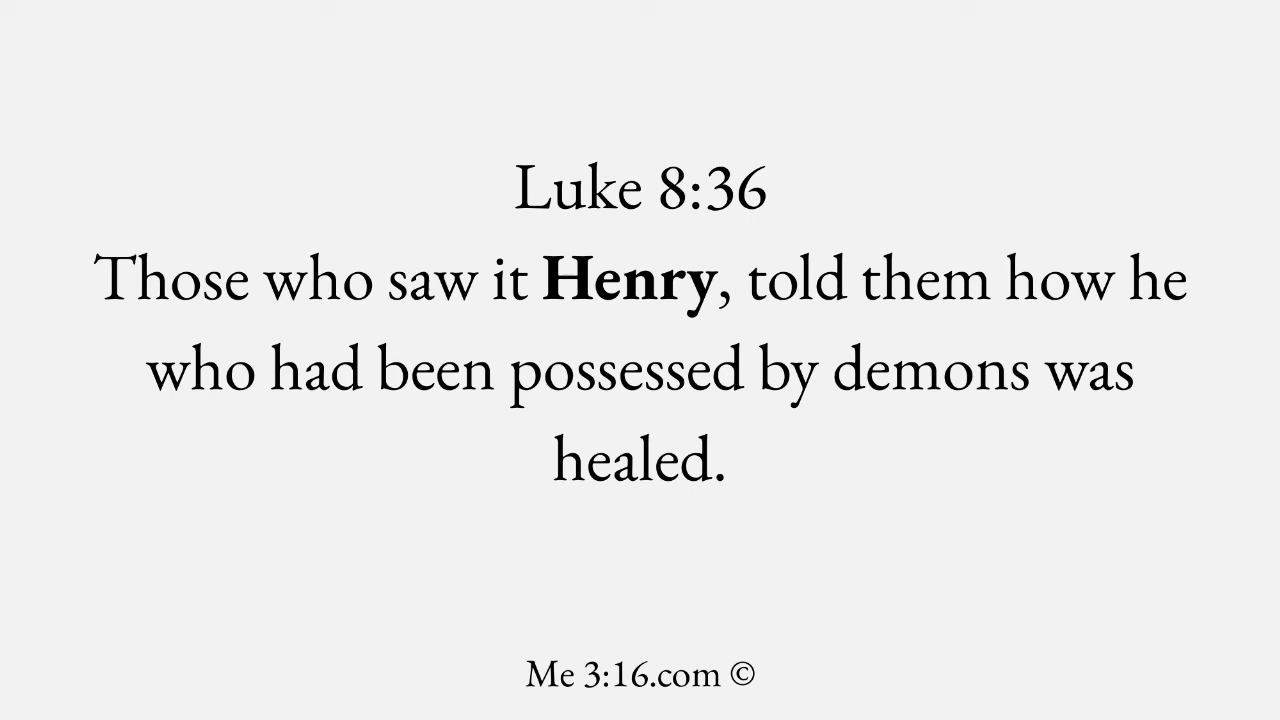 Luke 8:36
Those who saw it Henry, told them how he
who had been possessed by demons was
healed.
Me 3:16.com ©